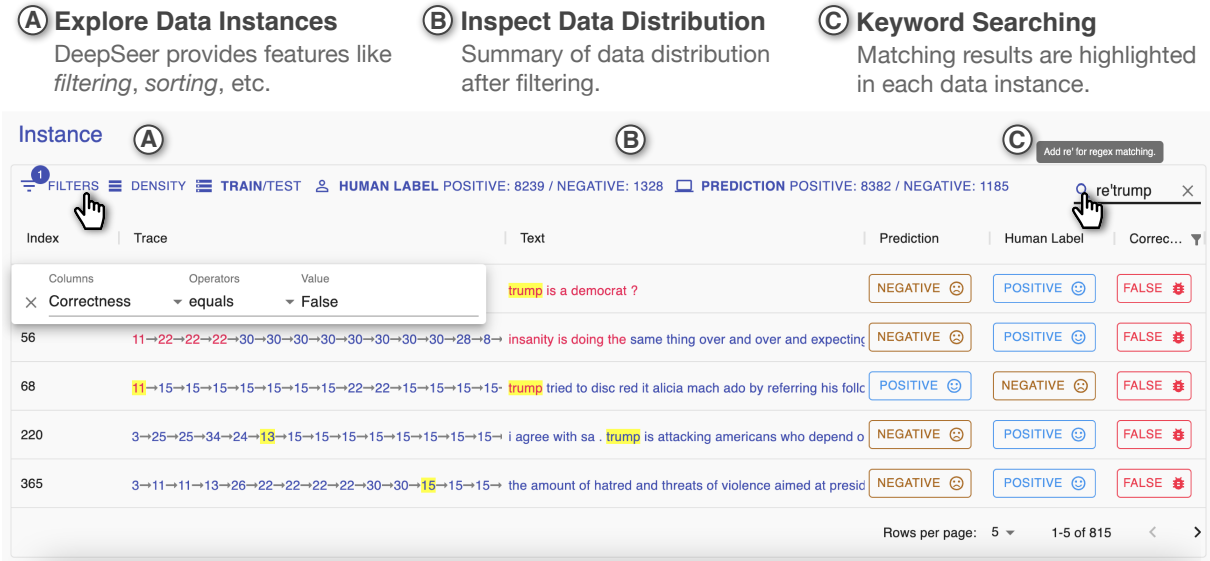 A Explore Data Instances
DeepSeer provides features like
filtering, sorting, etc.
B Inspect Data Distribution
Summary of data distribution
after filtering.
C Keyword Searching
Matching results are highlighted
in each data instance.
Instance
A
B
C
Add re' for regex matching.
1
FILTERS DENSITY TRAIN/TEST HUMAN LABEL POSITIVE: 8239 / NEGATIVE: 1328 PREDICTION POSITIVE: 8382 / NEGATIVE: 1185 re'trump
Index Trace Text Prediction Human Label Correc...
Columns Operators Value
Correctness equals False
trump is a democrat ? NEGATIVE POSITIVE FALSE
56 11→22→22→22→30→30→30→30→30→30→30→30→28→8→ insanity is doing the same thing over and over and expecting NEGATIVE POSITIVE FALSE
68 11→15→15→15→15→15→15→15→22→22→15→15→15→15- trump tried to disc red it alicia mach ado by referring his follc POSITIVE NEGATIVE FALSE
220 3→25→25→34→24→13→15→15→15→15→15→15→15→15→ i agree with sa . trump is attacking americans who depend o NEGATIVE POSITIVE FALSE
365 3→11→11→13→26→22→22→22→22→30→30→15→15→15→ the amount of hatred and threats of violence aimed at presid NEGATIVE POSITIVE FALSE
Rows per page: 5 1-5 of 815